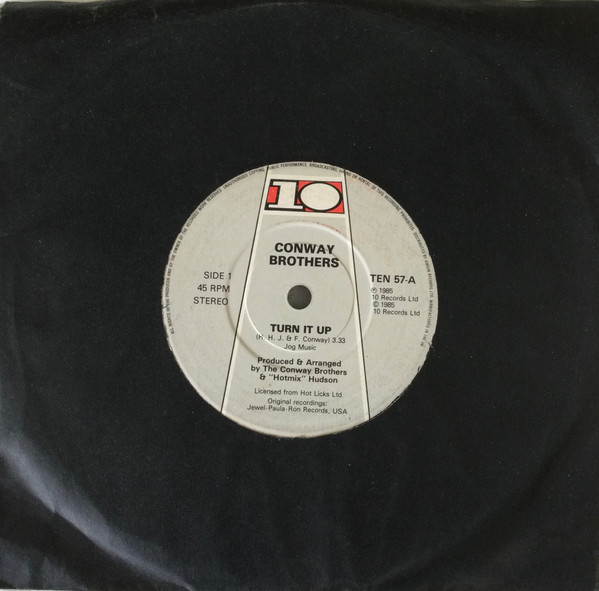 10
CONWAY
BROTHERS
SIDE 1
45 RPM
STEREO
TEN 57-A
℗ 1985
10 Records Ltd
© 1985
10 Records Ltd
TURN IT UP
(H. H. J. & F. Conway) 3.33
Jog Music
Produced & Arranged
by The Conway Brothers
& "Hotmix" Hudson
Licensed from Hot Licks Ltd
Original recordings:
Jewel-Paula-Ron Records, USA